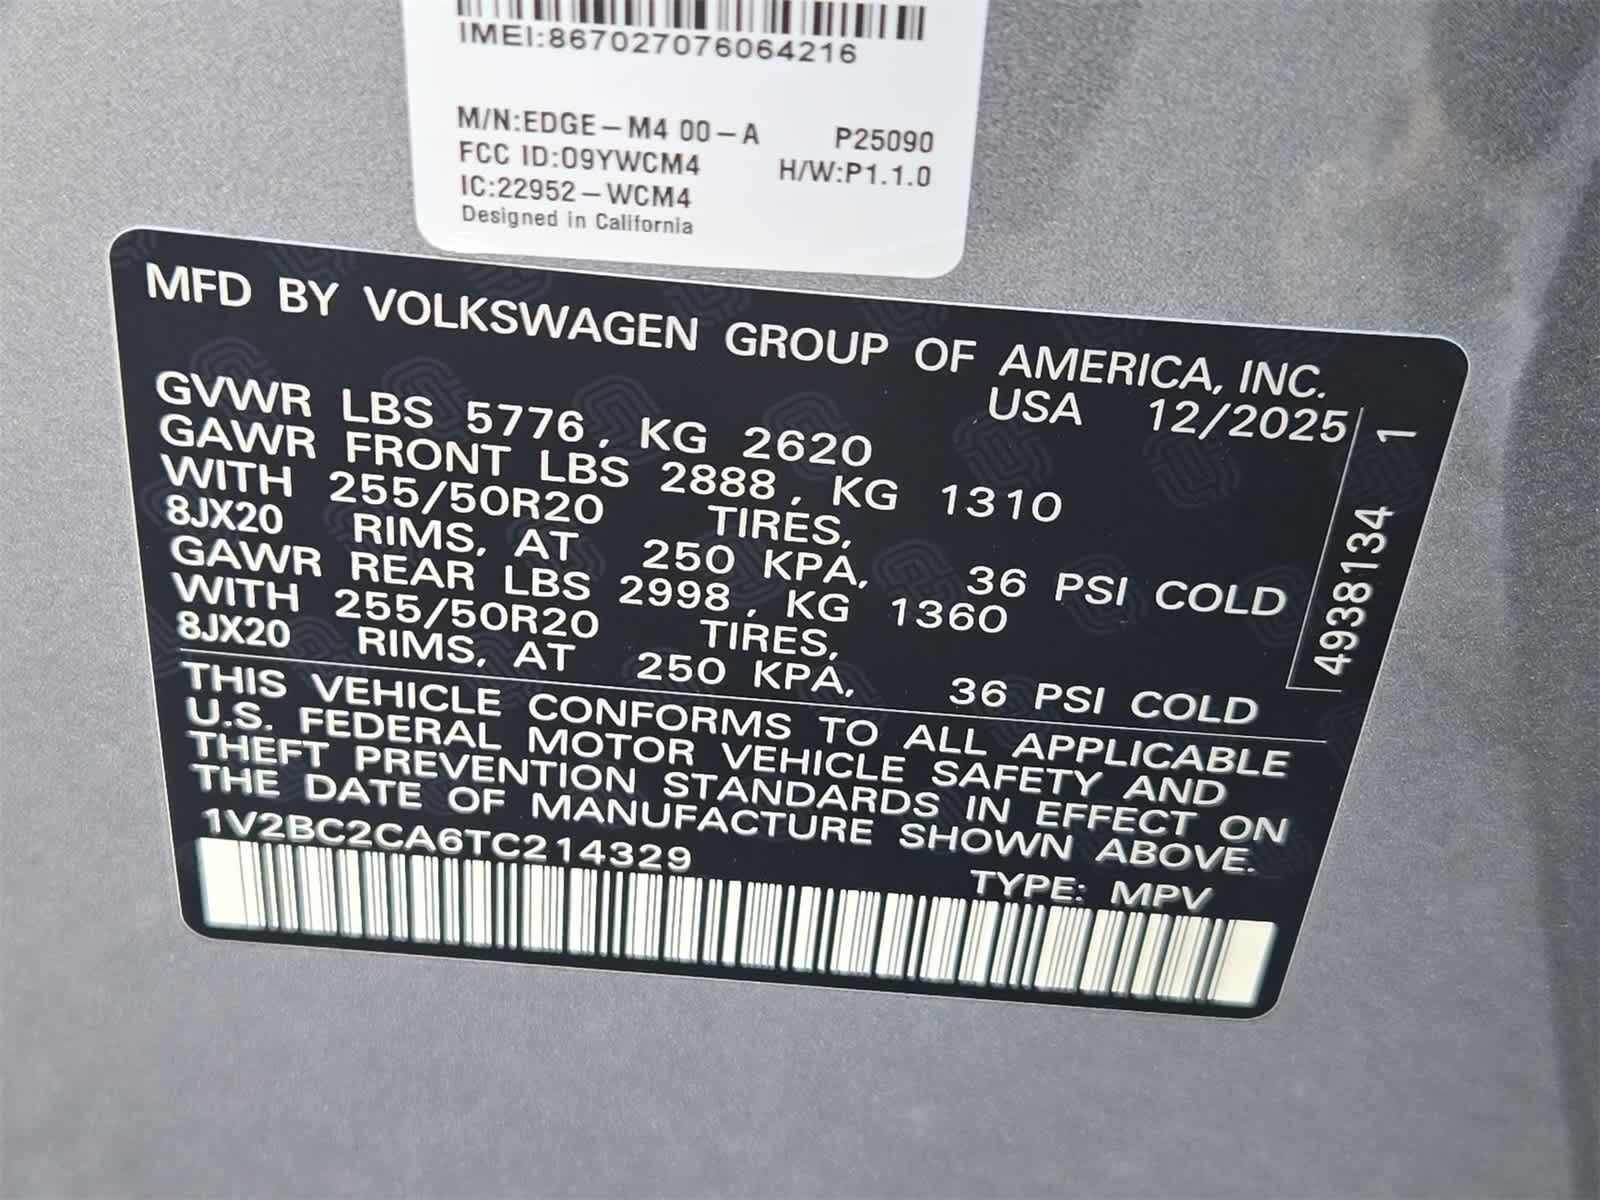 IMEI:867027076064216
M/N:EDGE-M4 00-A P25090
FCC ID:O9YWCM4 H/W:P1.1.0
IC:22952-WCM4
Designed in California
MFD BY VOLKSWAGEN GROUP OF AMERICA, INC.
USA 12/2025
GVWR LBS 5776, KG 2620
GAWR FRONT LBS 2888, KG 1310
WITH 255/50R20 TIRES,
8JX20 RIMS, AT 250 KPA, 36 PSI COLD
GAWR REAR LBS 2998, KG 1360
WITH 255/50R20 TIRES,
8JX20 RIMS, AT 250 KPA, 36 PSI COLD
4938134 1
THIS VEHICLE CONFORMS TO ALL APPLICABLE
U.S. FEDERAL MOTOR VEHICLE SAFETY AND
THEFT PREVENTION STANDARDS IN EFFECT ON
THE DATE OF MANUFACTURE SHOWN ABOVE.
1V2BC2CA6TC214329 TYPE: MPV